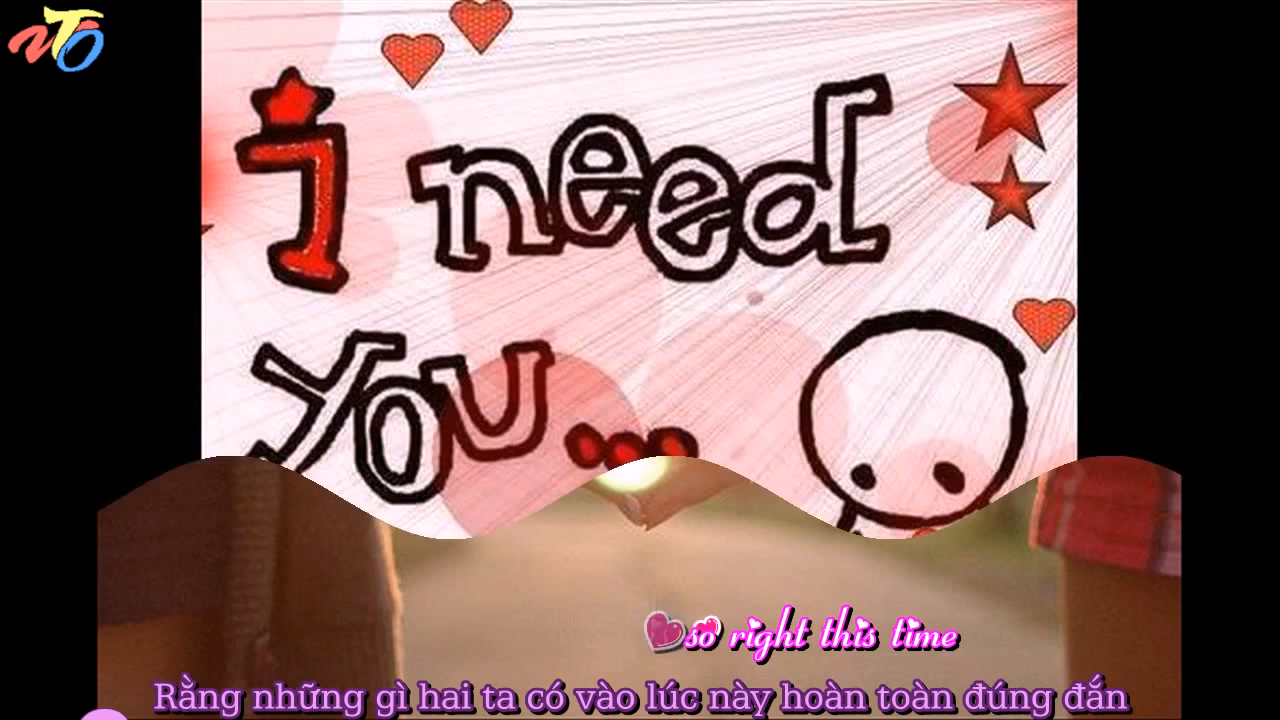 NTO
i need
you...
so right this time
Rằng những gì hai ta có vào lúc này hoàn toàn đúng đắn